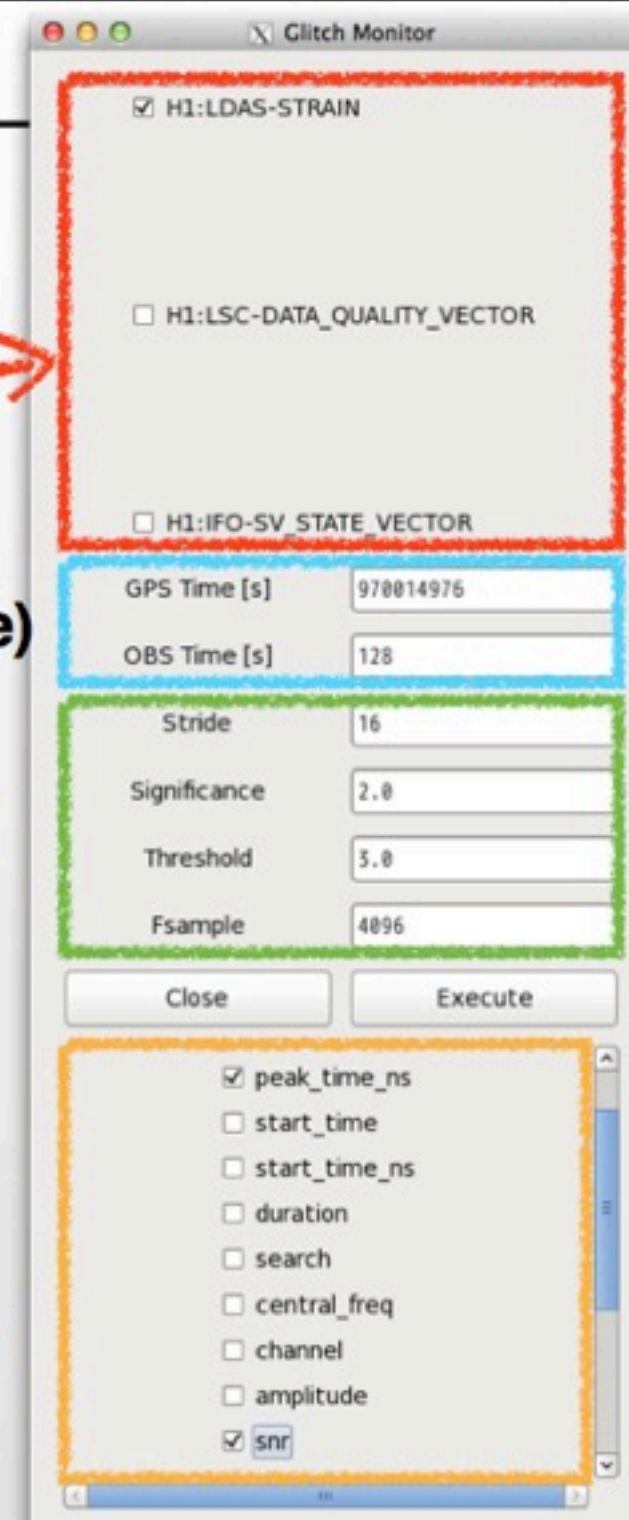 Glitch Monitor
H1:LDAS-STRAIN
H1:LSC-DATA_QUALITY_VECTOR
H1:IFO-SV_STATE_VECTOR
GPS Time [s] 970014976
e)
OBS Time [s] 128
Stride 16
Significance 2.0
Threshold 3.0
Fsample 4096
Close Execute
peak_time_ns
start_time
start_time_ns
duration
search
central_freq
channel
amplitude
snr